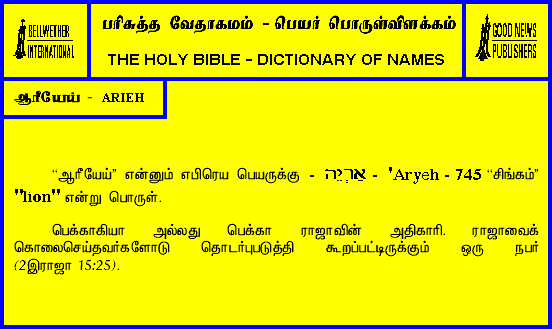 BELLWETHER
INTERNATIONAL
பரிசுத்த வேதாகமம் - பெயர் பொருள்விளக்கம்
THE HOLY BIBLE - DICTIONARY OF NAMES
GOOD NEWS
PUBLISHERS
ஆரீயேய் - ARIEH
“ஆரீயேய்” என்னும் எபிரெய பெயருக்கு - אַרְיֵה - 'Aryeh - 745 “சிங்கம்”
"lion" என்று பொருள்.
பெக்காகியா அல்லது பெக்கா ராஜாவின் அதிகாரி. ராஜாவைக்
கொலைசெய்தவர்களோடு தொடர்புபடுத்தி கூறப்பட்டிருக்கும் ஒரு நபர்
(2இராஜா 15:25).